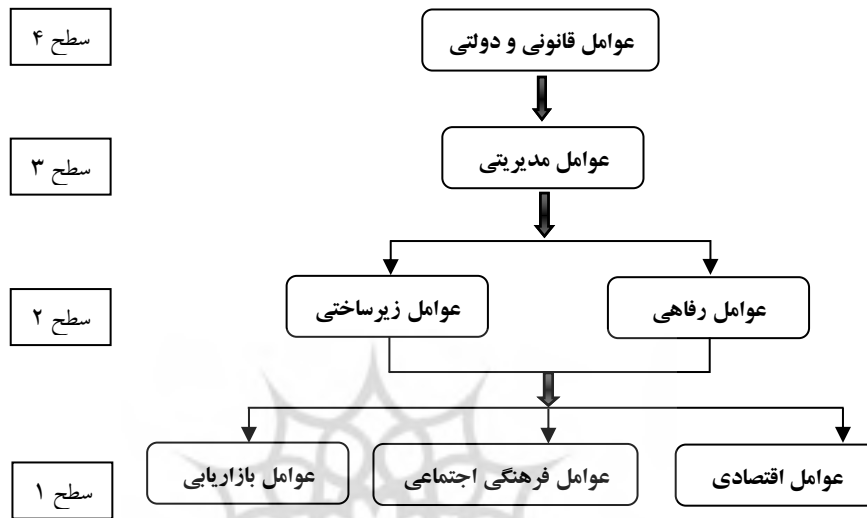 سطح ۴
عوامل قانونی و دولتی
سطح ۳
عوامل مدیریتی
سطح ۲
عوامل رفاهی
عوامل زیرساختی
سطح ۱
عوامل اقتصادی
عوامل فرهنگی اجتماعی
عوامل بازاریابی